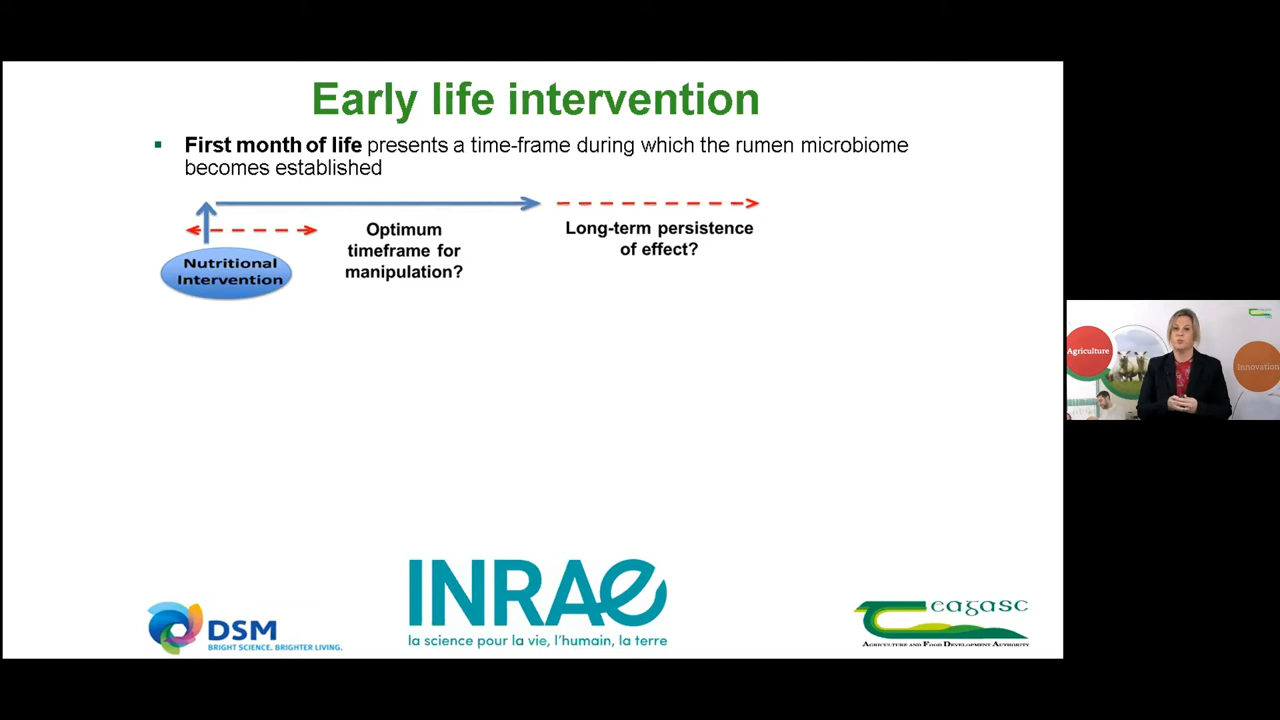 Early life intervention
First month of life presents a time-frame during which the rumen microbiome
becomes established
Optimum
timeframe for
manipulation?
Long-term persistence
of effect?
Nutritional
Intervention
DSM
BRIGHT SCIENCE. BRIGHTER LIVING.
INRAE
la science pour la vie, l'humain, la terre
eagasc
AGRICULTURE AND FOOD DEVELOPMENT AUTHORITY
Agriculture
Innovation